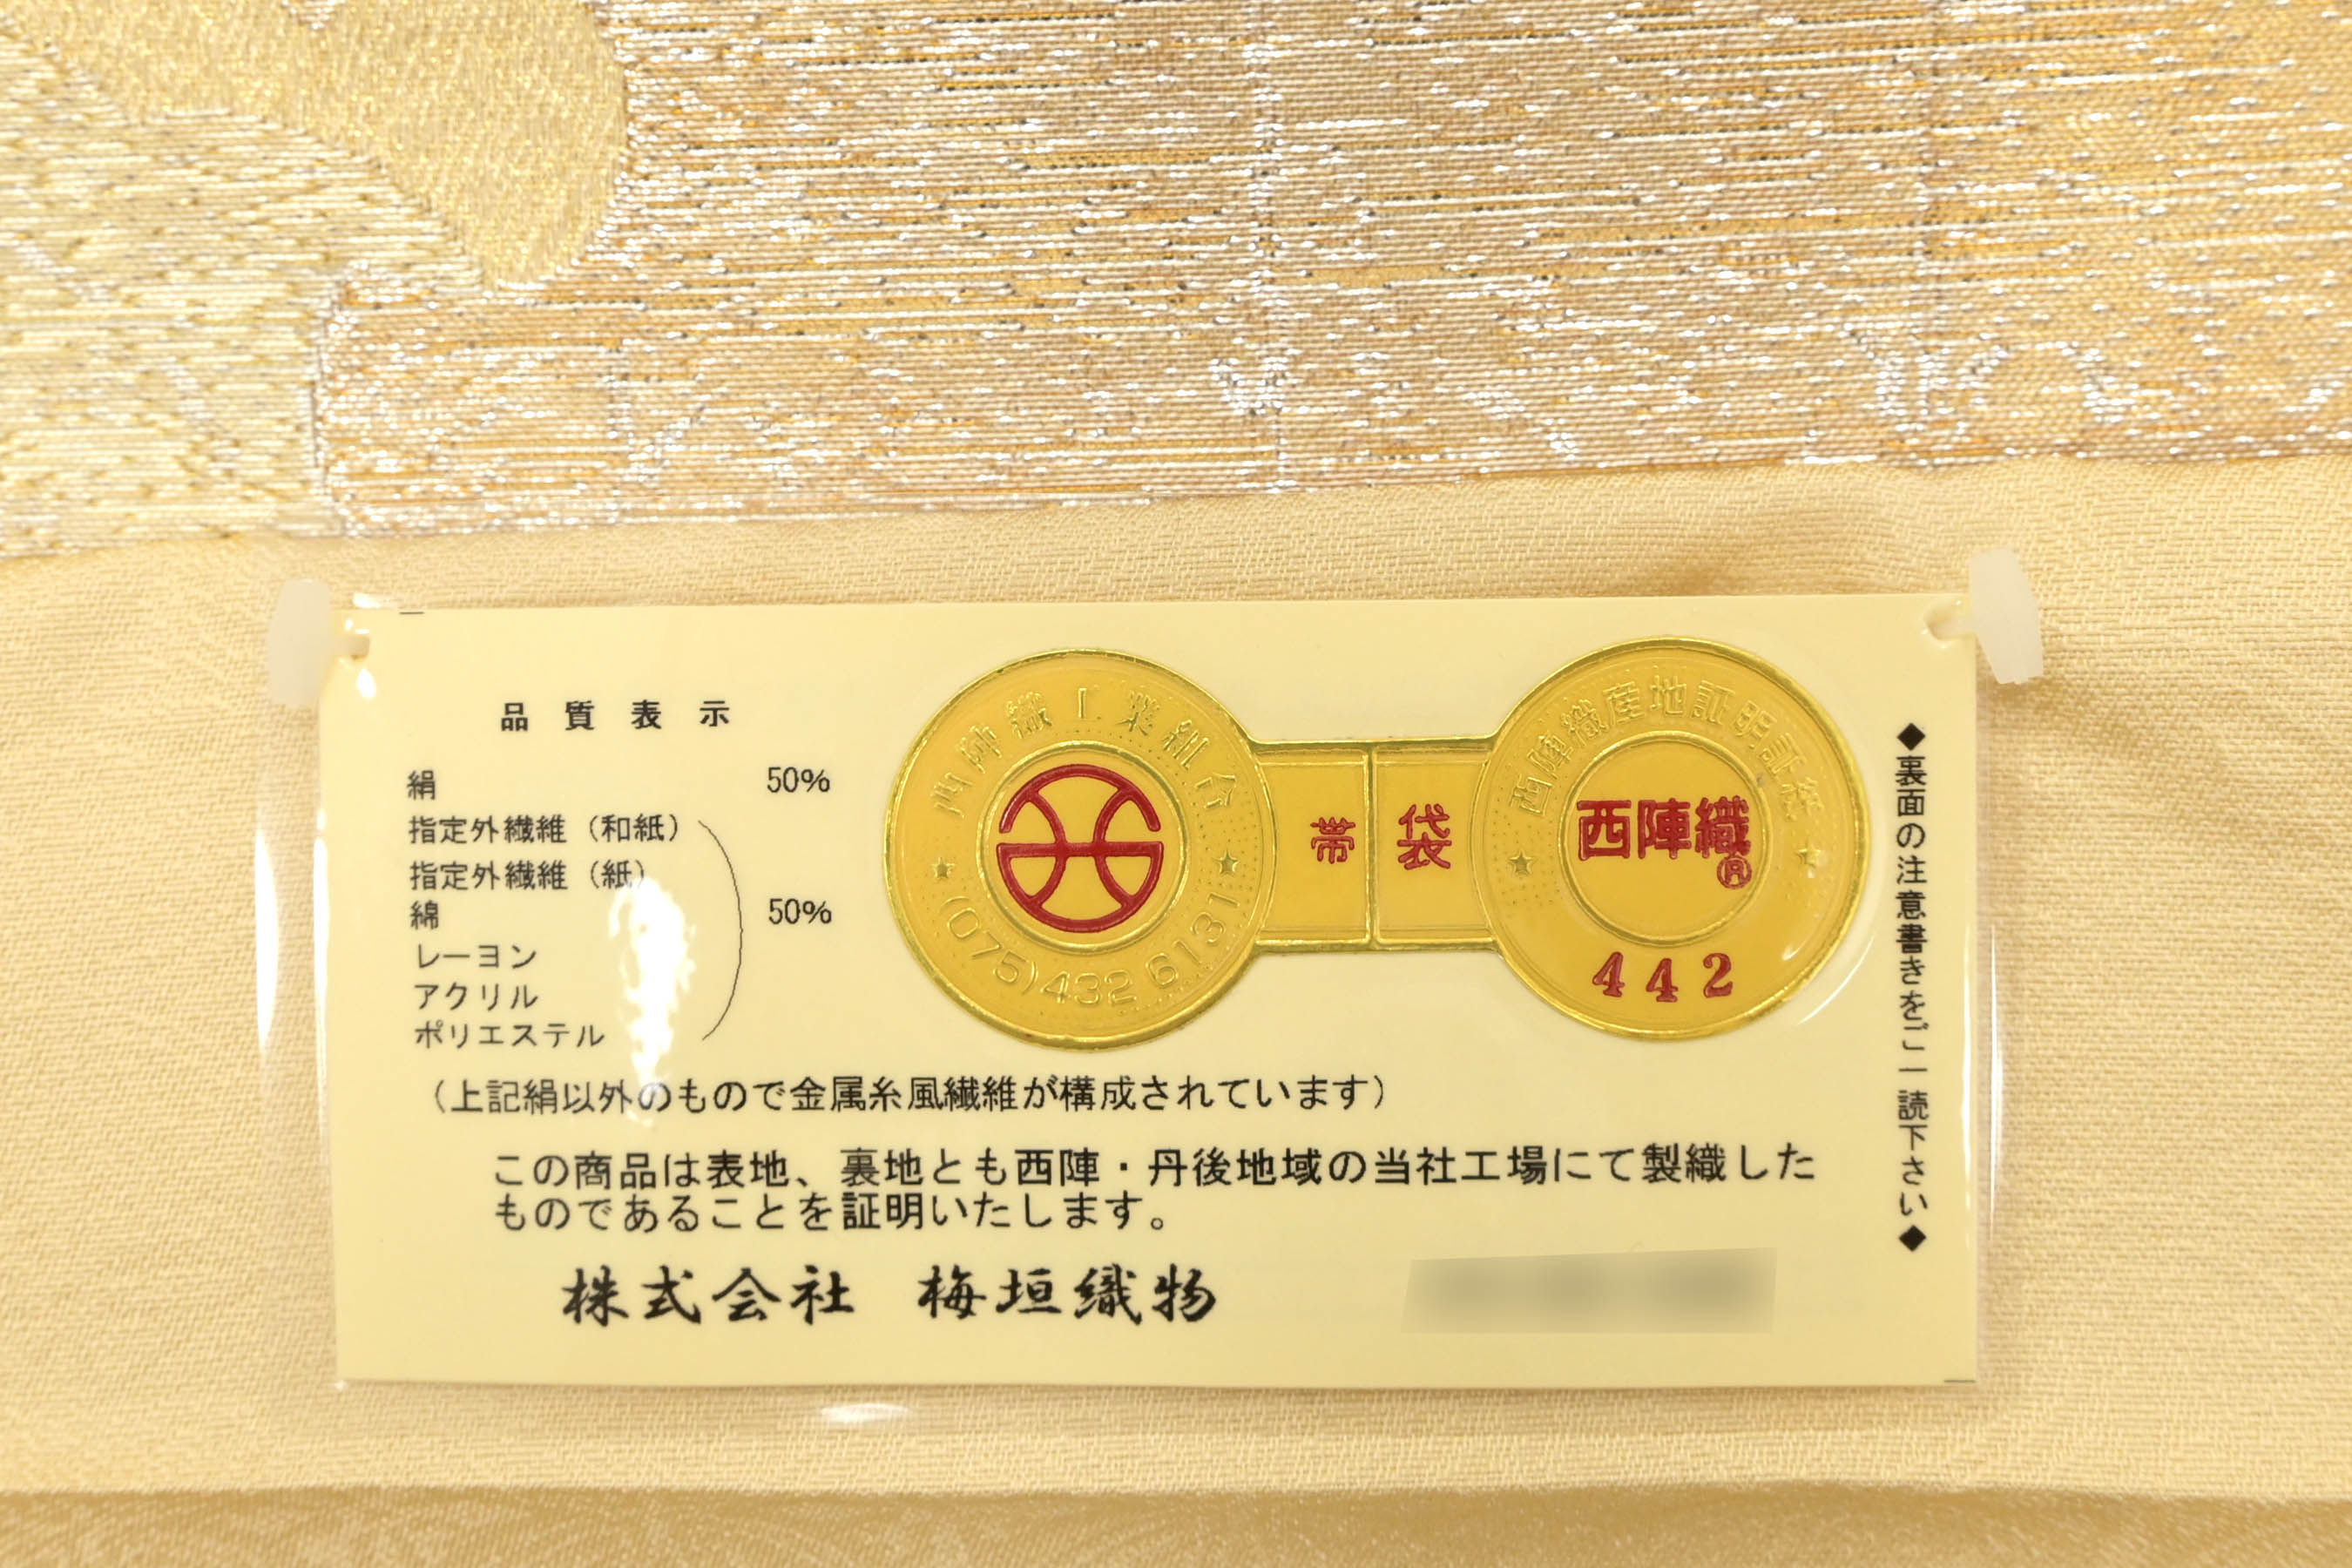 品質表示
絹 50%
指定外繊維（和紙）
指定外繊維（紙）
綿 50%
レーヨン
アクリル
ポリエステル
（上記絹以外のもので金属糸風繊維が構成されています）
この商品は表地、裏地とも西陣・丹後地域の当社工場にて製織した
ものであることを証明いたします。
株式会社 梅垣織物
西陣織工業組合
(075)432 6131
帯袋
西陣織産地証明証紙
西陣織®
442
◆裏面の注意書きをご一読下さい◆